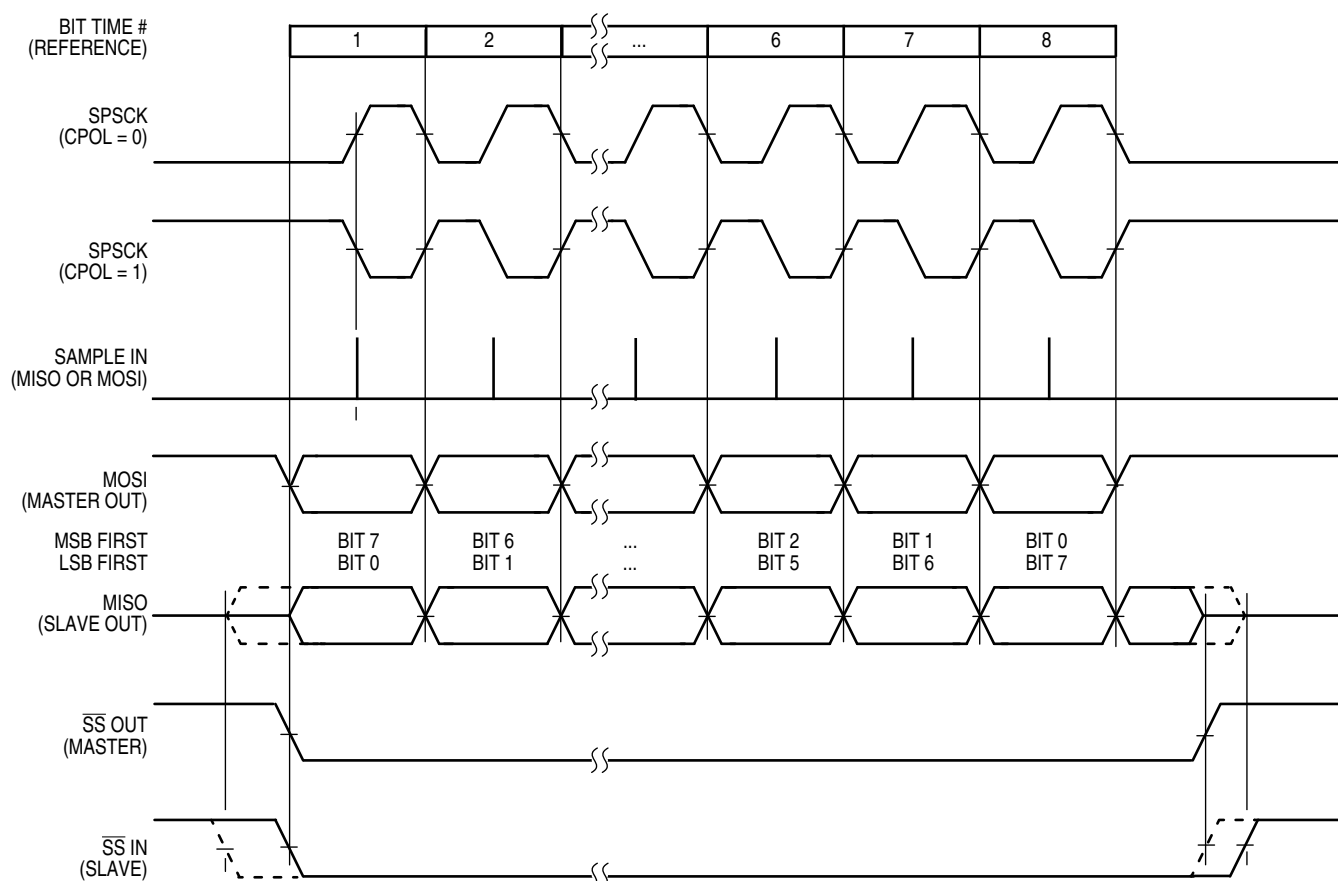 BIT TIME #
(REFERENCE)
1 2 ... 6 7 8
SPSCK
(CPOL = 0)
SPSCK
(CPOL = 1)
SAMPLE IN
(MISO OR MOSI)
MOSI
(MASTER OUT)
MSB FIRST BIT 7 BIT 6 ... BIT 2 BIT 1 BIT 0
LSB FIRST BIT 0 BIT 1 ... BIT 5 BIT 6 BIT 7
MISO
(SLAVE OUT)
S̅S̅ OUT
(MASTER)
S̅S̅ IN
(SLAVE)